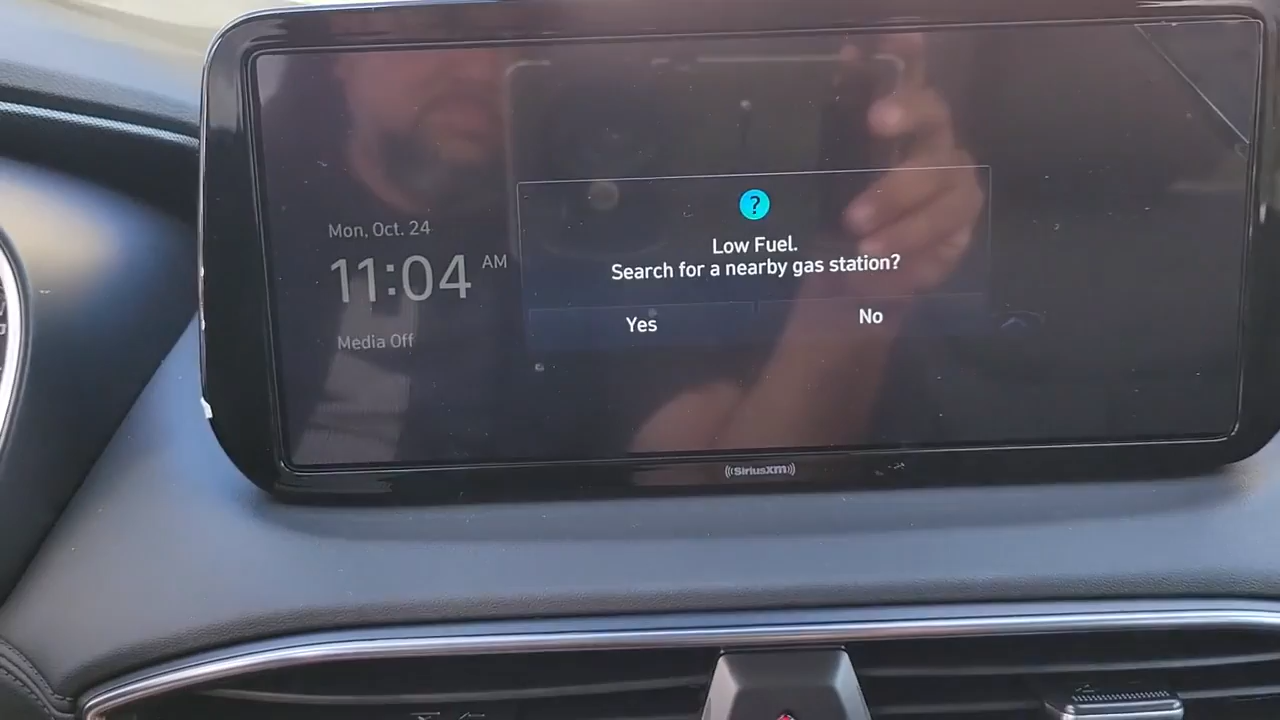 Mon, Oct. 24
11:04 AM
Media Off
?
Low Fuel.
Search for a nearby gas station?
Yes
No
((SiriusXM))